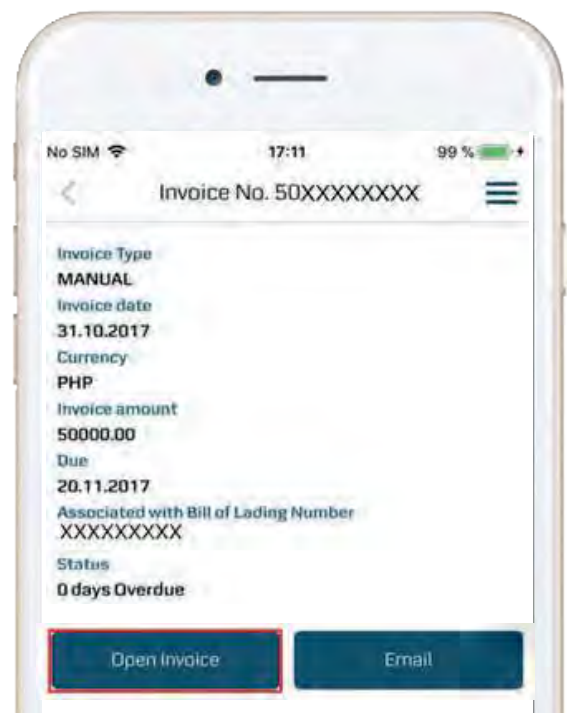 No SIM 17:11 99 %
Invoice No. 50XXXXXXXX
Invoice Type
MANUAL
Invoice date
31.10.2017
Currency
PHP
Invoice amount
50000.00
Due
20.11.2017
Associated with Bill of Lading Number
XXXXXXXXX
Status
0 days Overdue
Open Invoice Email